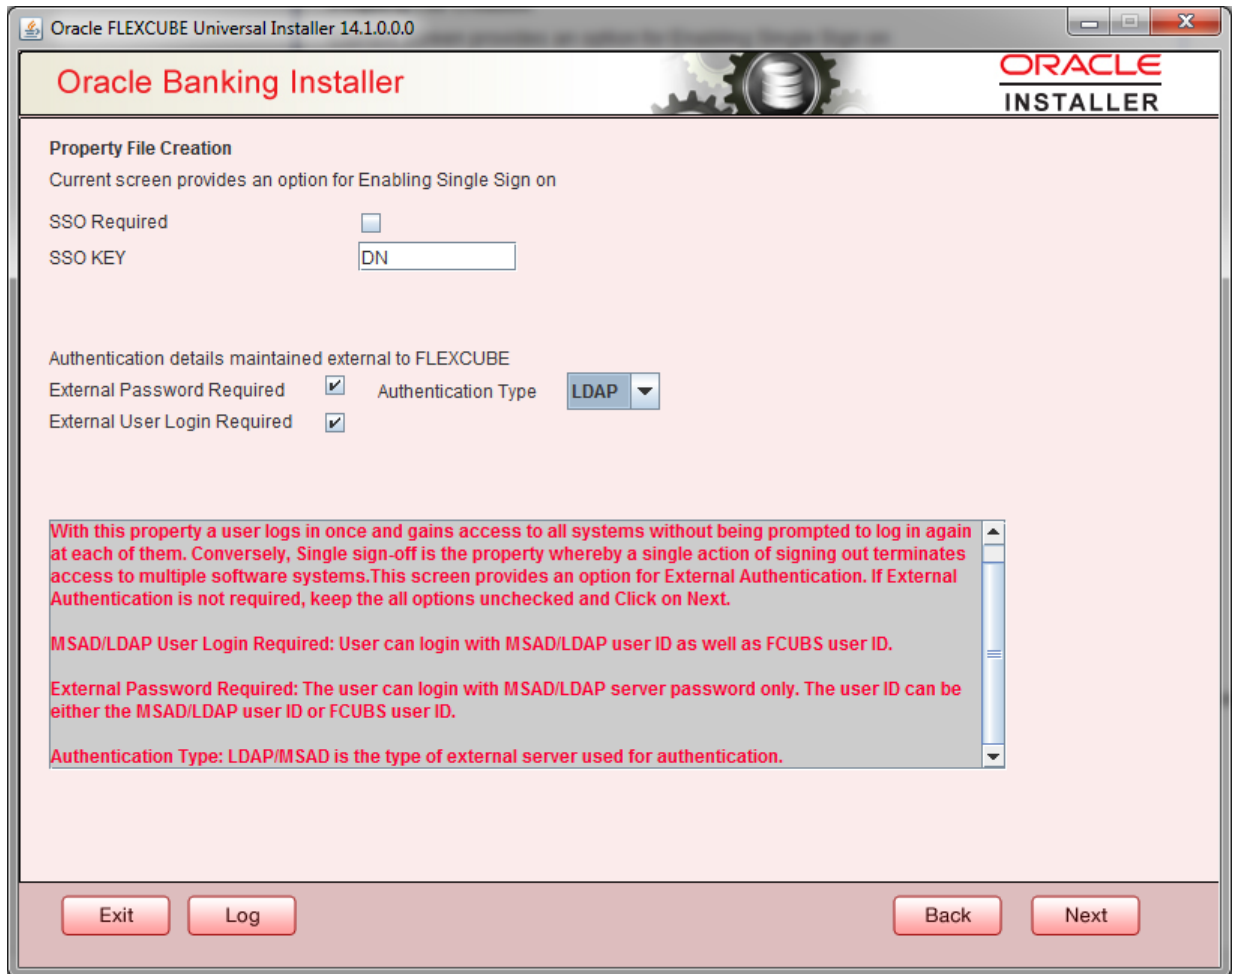 Oracle FLEXCUBE Universal Installer 14.1.0.0.0
Oracle Banking Installer
ORACLE
INSTALLER
Property File Creation
Current screen provides an option for Enabling Single Sign on
SSO Required
SSO KEY
DN
Authentication details maintained external to FLEXCUBE
External Password Required
Authentication Type
LDAP
External User Login Required
With this property a user logs in once and gains access to all systems without being prompted to log in again
at each of them. Conversely, Single sign-off is the property whereby a single action of signing out terminates
access to multiple software systems.This screen provides an option for External Authentication. If External
Authentication is not required, keep the all options unchecked and Click on Next.
MSAD/LDAP User Login Required: User can login with MSAD/LDAP user ID as well as FCUBS user ID.
External Password Required: The user can login with MSAD/LDAP server password only. The user ID can be
either the MSAD/LDAP user ID or FCUBS user ID.
Authentication Type: LDAP/MSAD is the type of external server used for authentication.
Exit
Log
Back
Next